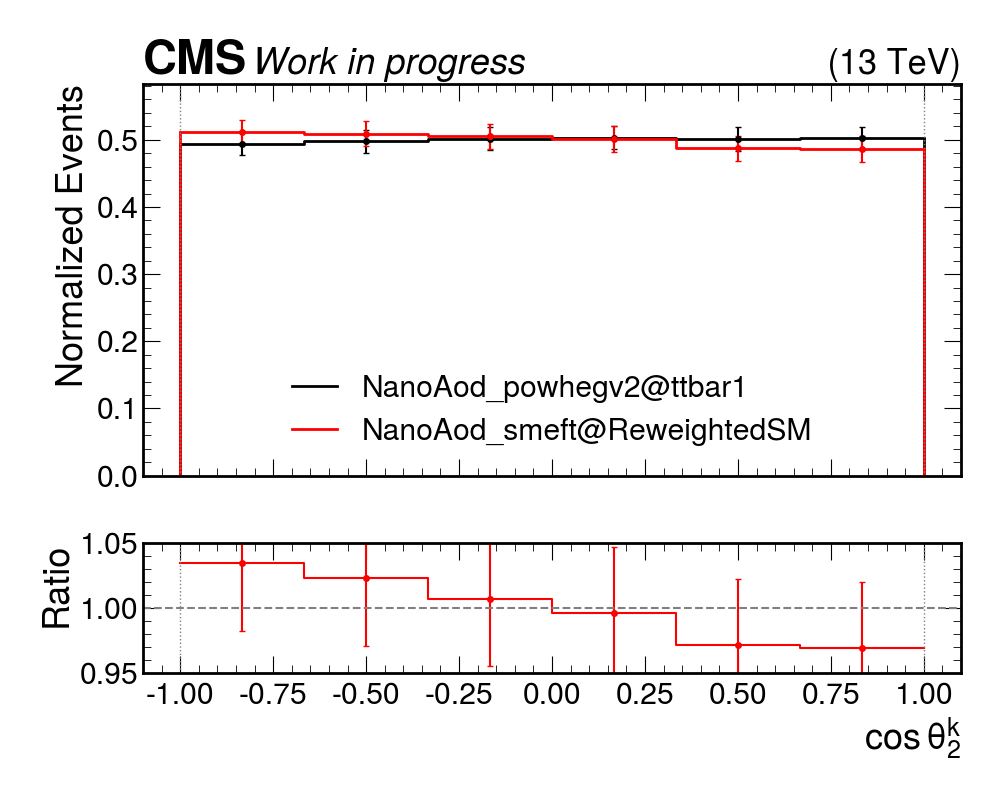 CMS Work in progress (13 TeV)
Normalized Events
0.5
0.4
0.3
0.2
0.1
0.0
NanoAod_powhegv2@ttbar1
NanoAod_smeft@ReweightedSM
Ratio
1.05
1.00
0.95
-1.00 -0.75 -0.50 -0.25 0.00 0.25 0.50 0.75 1.00
cos θ₂ᵏ